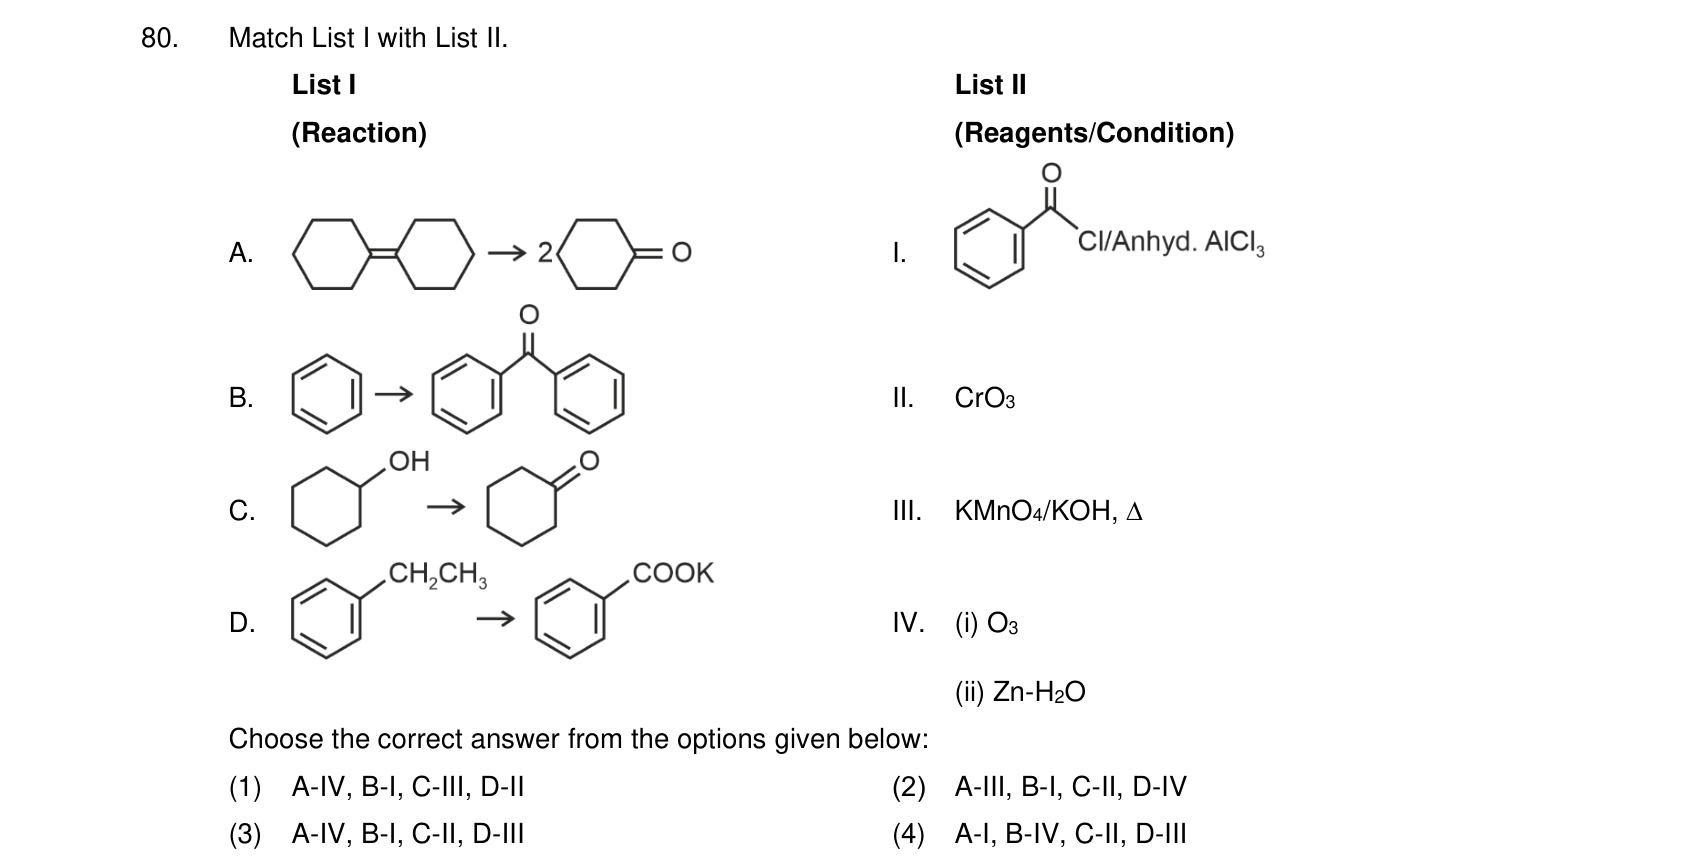 80. Match List I with List II.
List I List II
(Reaction) (Reagents/Condition)
A. → 2 O I. O Cl/Anhyd. AlCl₃
B. → O II. CrO₃
C. OH → O III. KMnO₄/KOH, Δ
D. CH₂CH₃ → COOK IV. (i) O₃
(ii) Zn-H₂O
Choose the correct answer from the options given below:
(1) A-IV, B-I, C-III, D-II (2) A-III, B-I, C-II, D-IV
(3) A-IV, B-I, C-II, D-III (4) A-I, B-IV, C-II, D-III